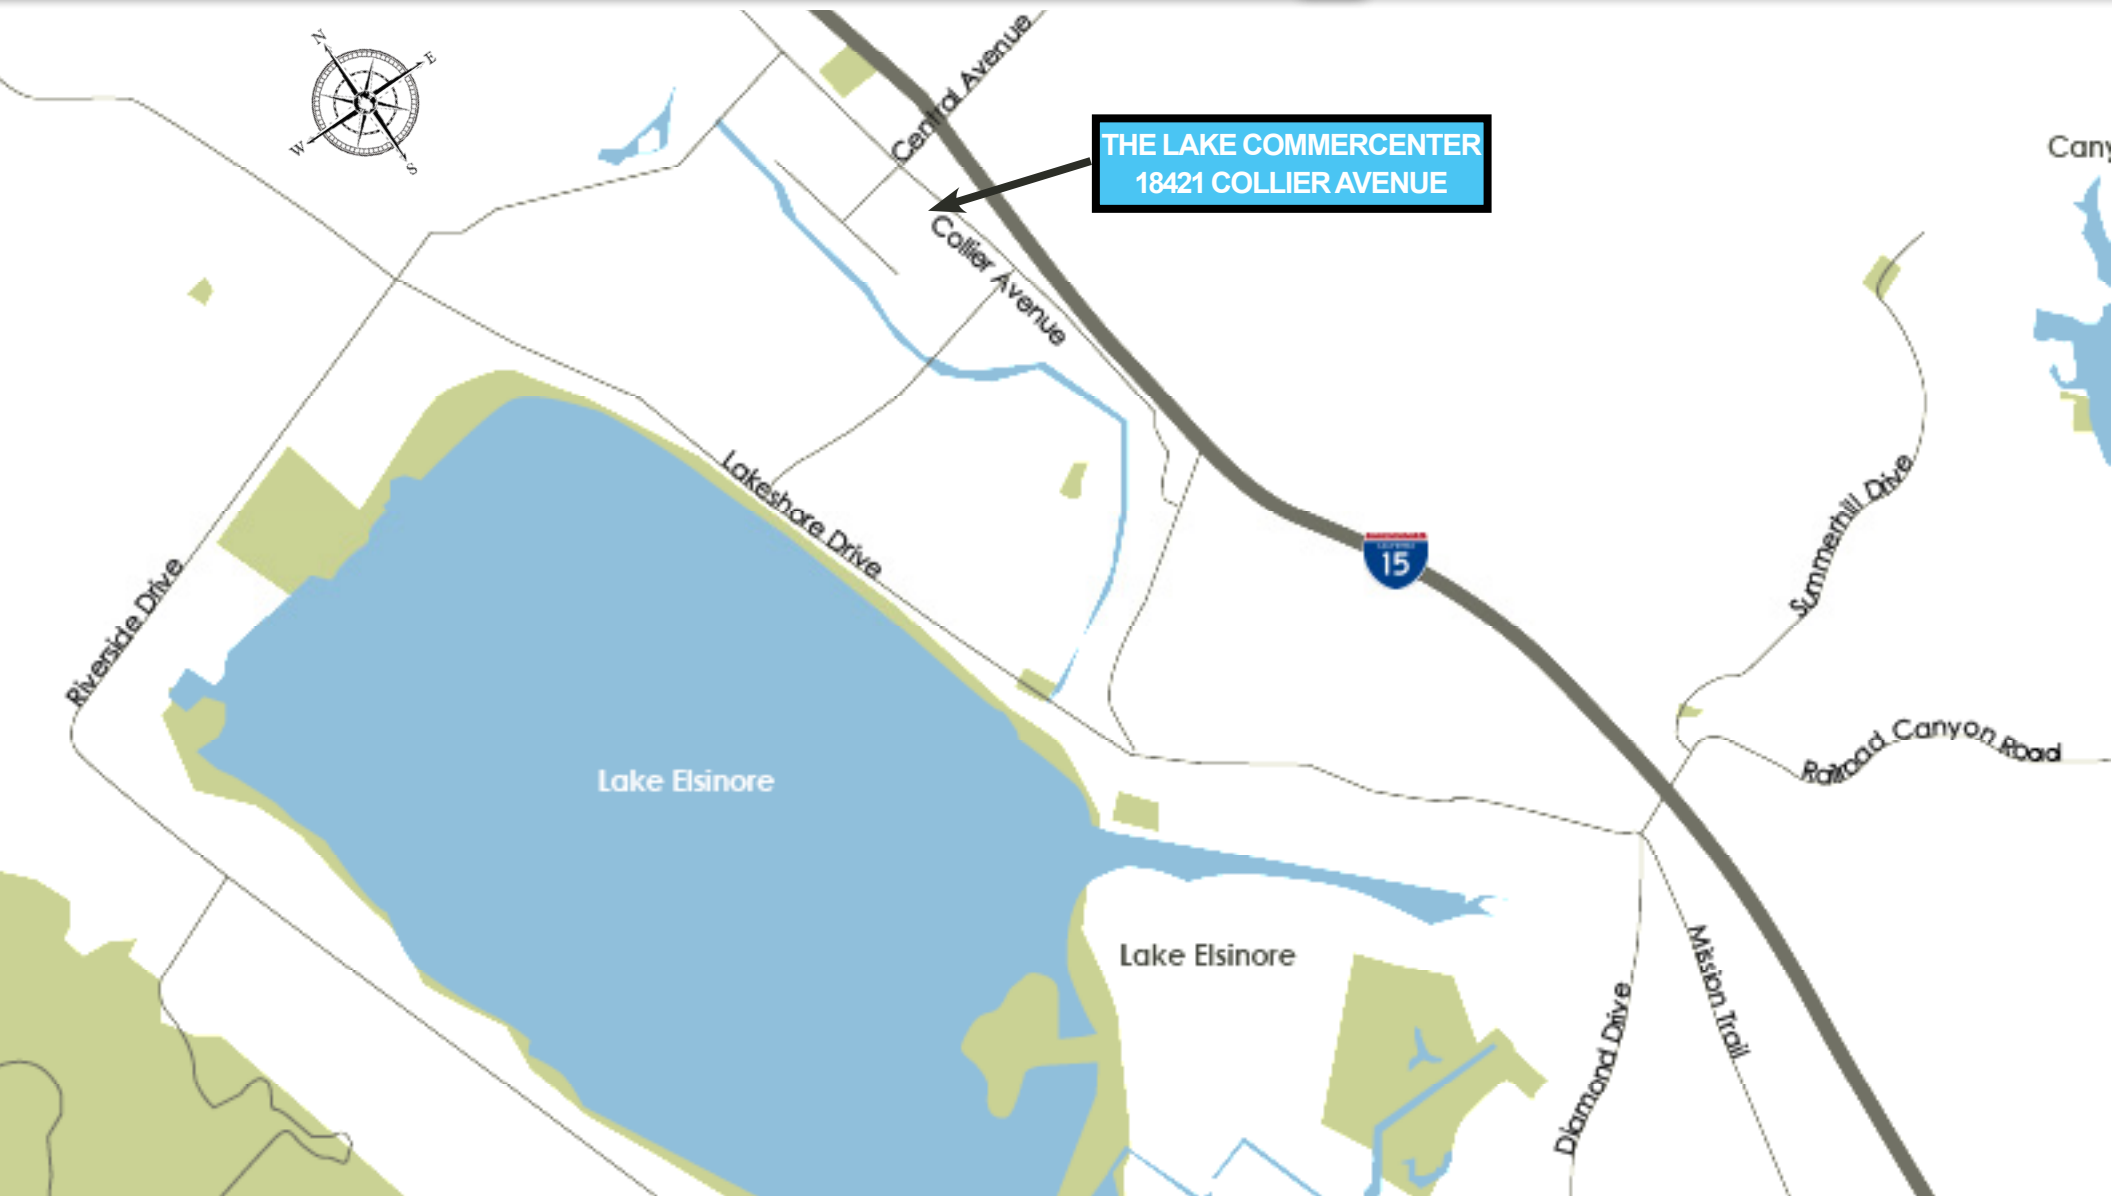 N
E
W
S
Central Avenue
THE LAKE COMMERCENTER
18421 COLLIER AVENUE
Cany
Collier Avenue
Lakeshore Drive
15
Summerhill Drive
Riverside Drive
Railroad Canyon Road
Lake Elsinore
Lake Elsinore
Mission Trail
Diamond Drive